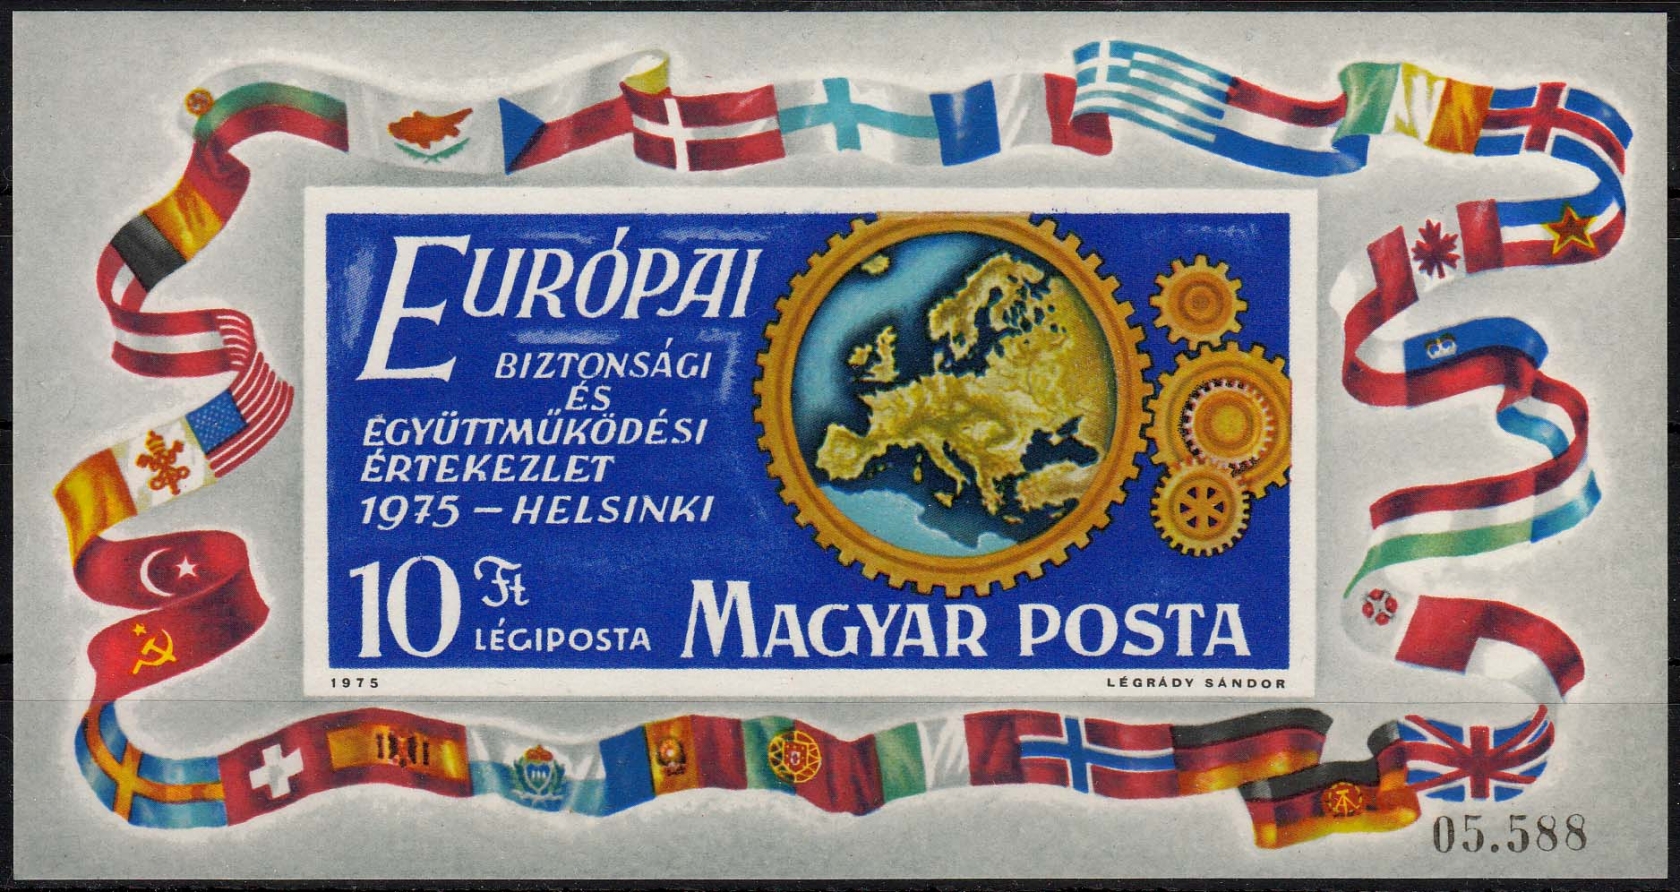 EURÓPAI
BIZTONSÁGI
ÉS
EGYÜTTMŰKÖDÉSI
ÉRTEKEZLET
1975 – HELSINKI
10 Ft
LÉGIPOSTA
MAGYAR POSTA
1975
LÉGRÁDY SÁNDOR
05.588